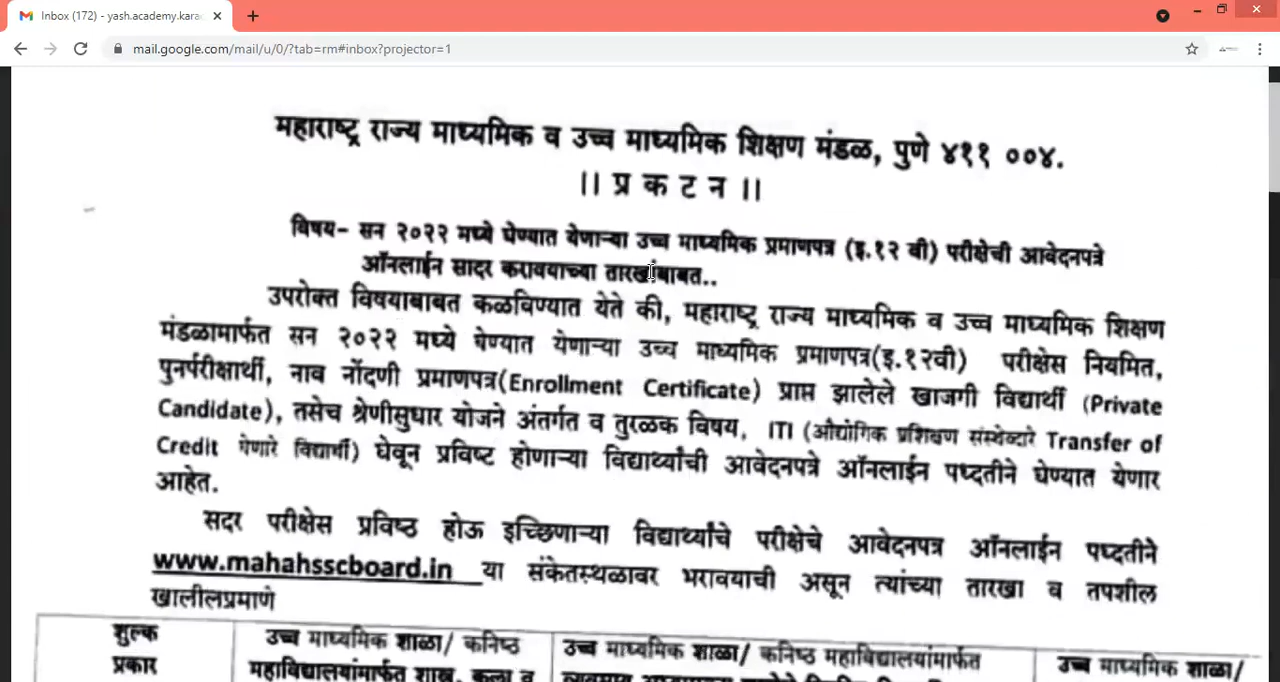 Inbox (172) - yash.academy.kara
mail.google.com/mail/u/0/?tab=rm#inbox?projector=1
महाराष्ट्र राज्य माध्यमिक व उच्च माध्यमिक शिक्षण मंडळ, पुणे ४११ ००४.
।। प्र क ट न ।।
विषय- सन २०२२ मध्ये घेण्यात येणाऱ्या उच्च माध्यमिक प्रमाणपत्र (इ.१२ वी) परीक्षेची आवेदनपत्रे
ऑनलाईन सादर करावयाच्या तारखांबाबत..
उपरोक्त विषयाबाबत कळविण्यात येते की, महाराष्ट्र राज्य माध्यमिक व उच्च माध्यमिक शिक्षण
मंडळामार्फत सन २०२२ मध्ये घेण्यात येणाऱ्या उच्च माध्यमिक प्रमाणपत्र(इ.१२वी) परीक्षेस नियमित,
पुनर्परीक्षार्थी, नाव नोंदणी प्रमाणपत्र(Enrollment Certificate) प्राप्त झालेले खाजगी विद्यार्थी (Private
Candidate), तसेच श्रेणीसुधार योजने अंतर्गत व तुरळक विषय, ITI (औद्योगिक प्रशिक्षण संस्थेव्दारे Transfer of
Credit घेणारे विद्यार्थी) घेवून प्रविष्ट होणाऱ्या विद्यार्थ्यांची आवेदनपत्रे ऑनलाईन पध्दतीने घेण्यात येणार
आहेत.
सदर परीक्षेस प्रविष्ठ होऊ इच्छिणाऱ्या विद्यार्थ्यांचे परीक्षेचे आवेदनपत्र ऑनलाईन पध्दतीने
www.mahahsscboard.in या संकेतस्थळावर भरावयाची असून त्यांच्या तारखा व तपशील
खालीलप्रमाणे
शुल्क उच्च माध्यमिक शाळा/ कनिष्ठ उच्च माध्यमिक शाळा/ कनिष्ठ महाविद्यालयांमार्फत उच्च माध्यमिक शाळा/
प्रकार महाविद्यालयांमार्फत शास्त्र, कला व